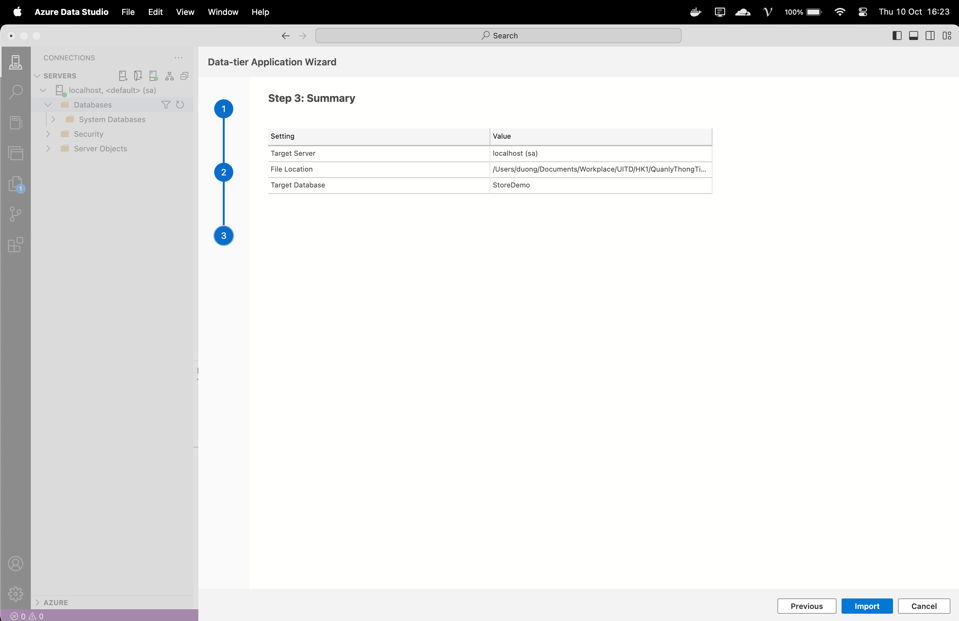 Azure Data Studio File Edit View Window Help 100% Thu 10 Oct 16:23
Search
CONNECTIONS
Data-tier Application Wizard
SERVERS
localhost, <default> (sa)
Databases
System Databases
Security
Server Objects
1
2
3
Step 3: Summary
Setting Value
Target Server localhost (sa)
File Location /Users/duong/Documents/Workplace/UITD/HK1/QuanlyThongTi...
Target Database StoreDemo
1
AZURE
Previous Import Cancel
0 0